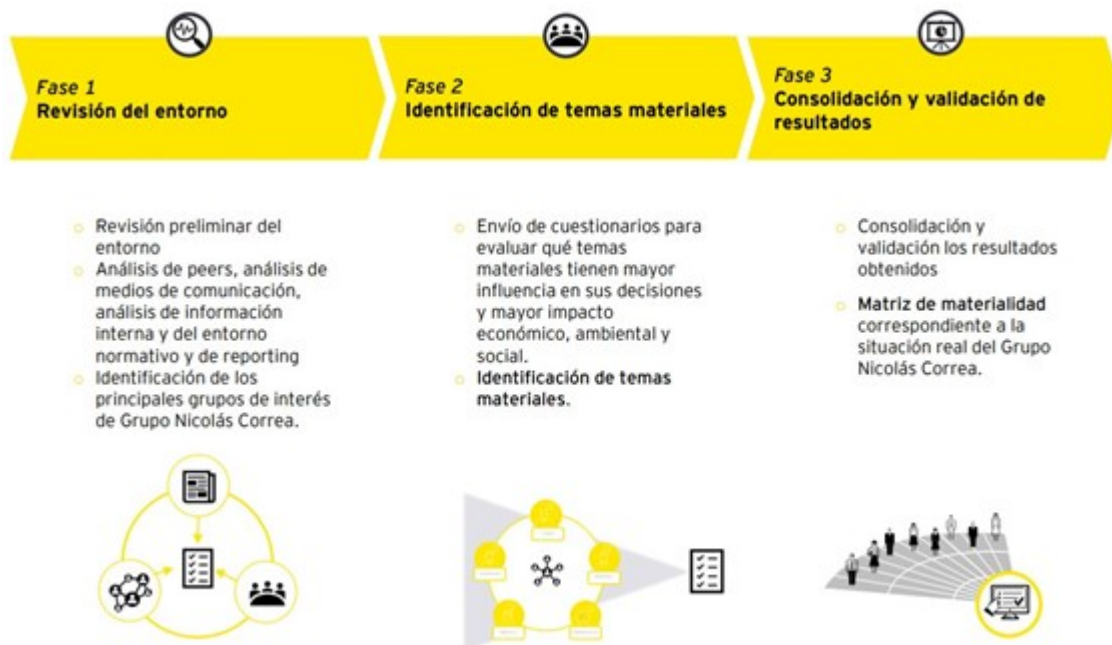 Fase 1
Revisión del entorno
Fase 2
Identificación de temas materiales
Fase 3
Consolidación y validación de
resultados
Revisión preliminar del
entorno
Análisis de peers, análisis de
medios de comunicación,
análisis de información
interna y del entorno
normativo y de reporting
Identificación de los
principales grupos de interés
de Grupo Nicolás Correa.
Envío de cuestionarios para
evaluar qué temas
materiales tienen mayor
influencia en sus decisiones
y mayor impacto
económico, ambiental y
social.
Identificación de temas
materiales.
Consolidación y
validación los resultados
obtenidos
Matriz de materialidad
correspondiente a la
situación real del Grupo
Nicolás Correa.